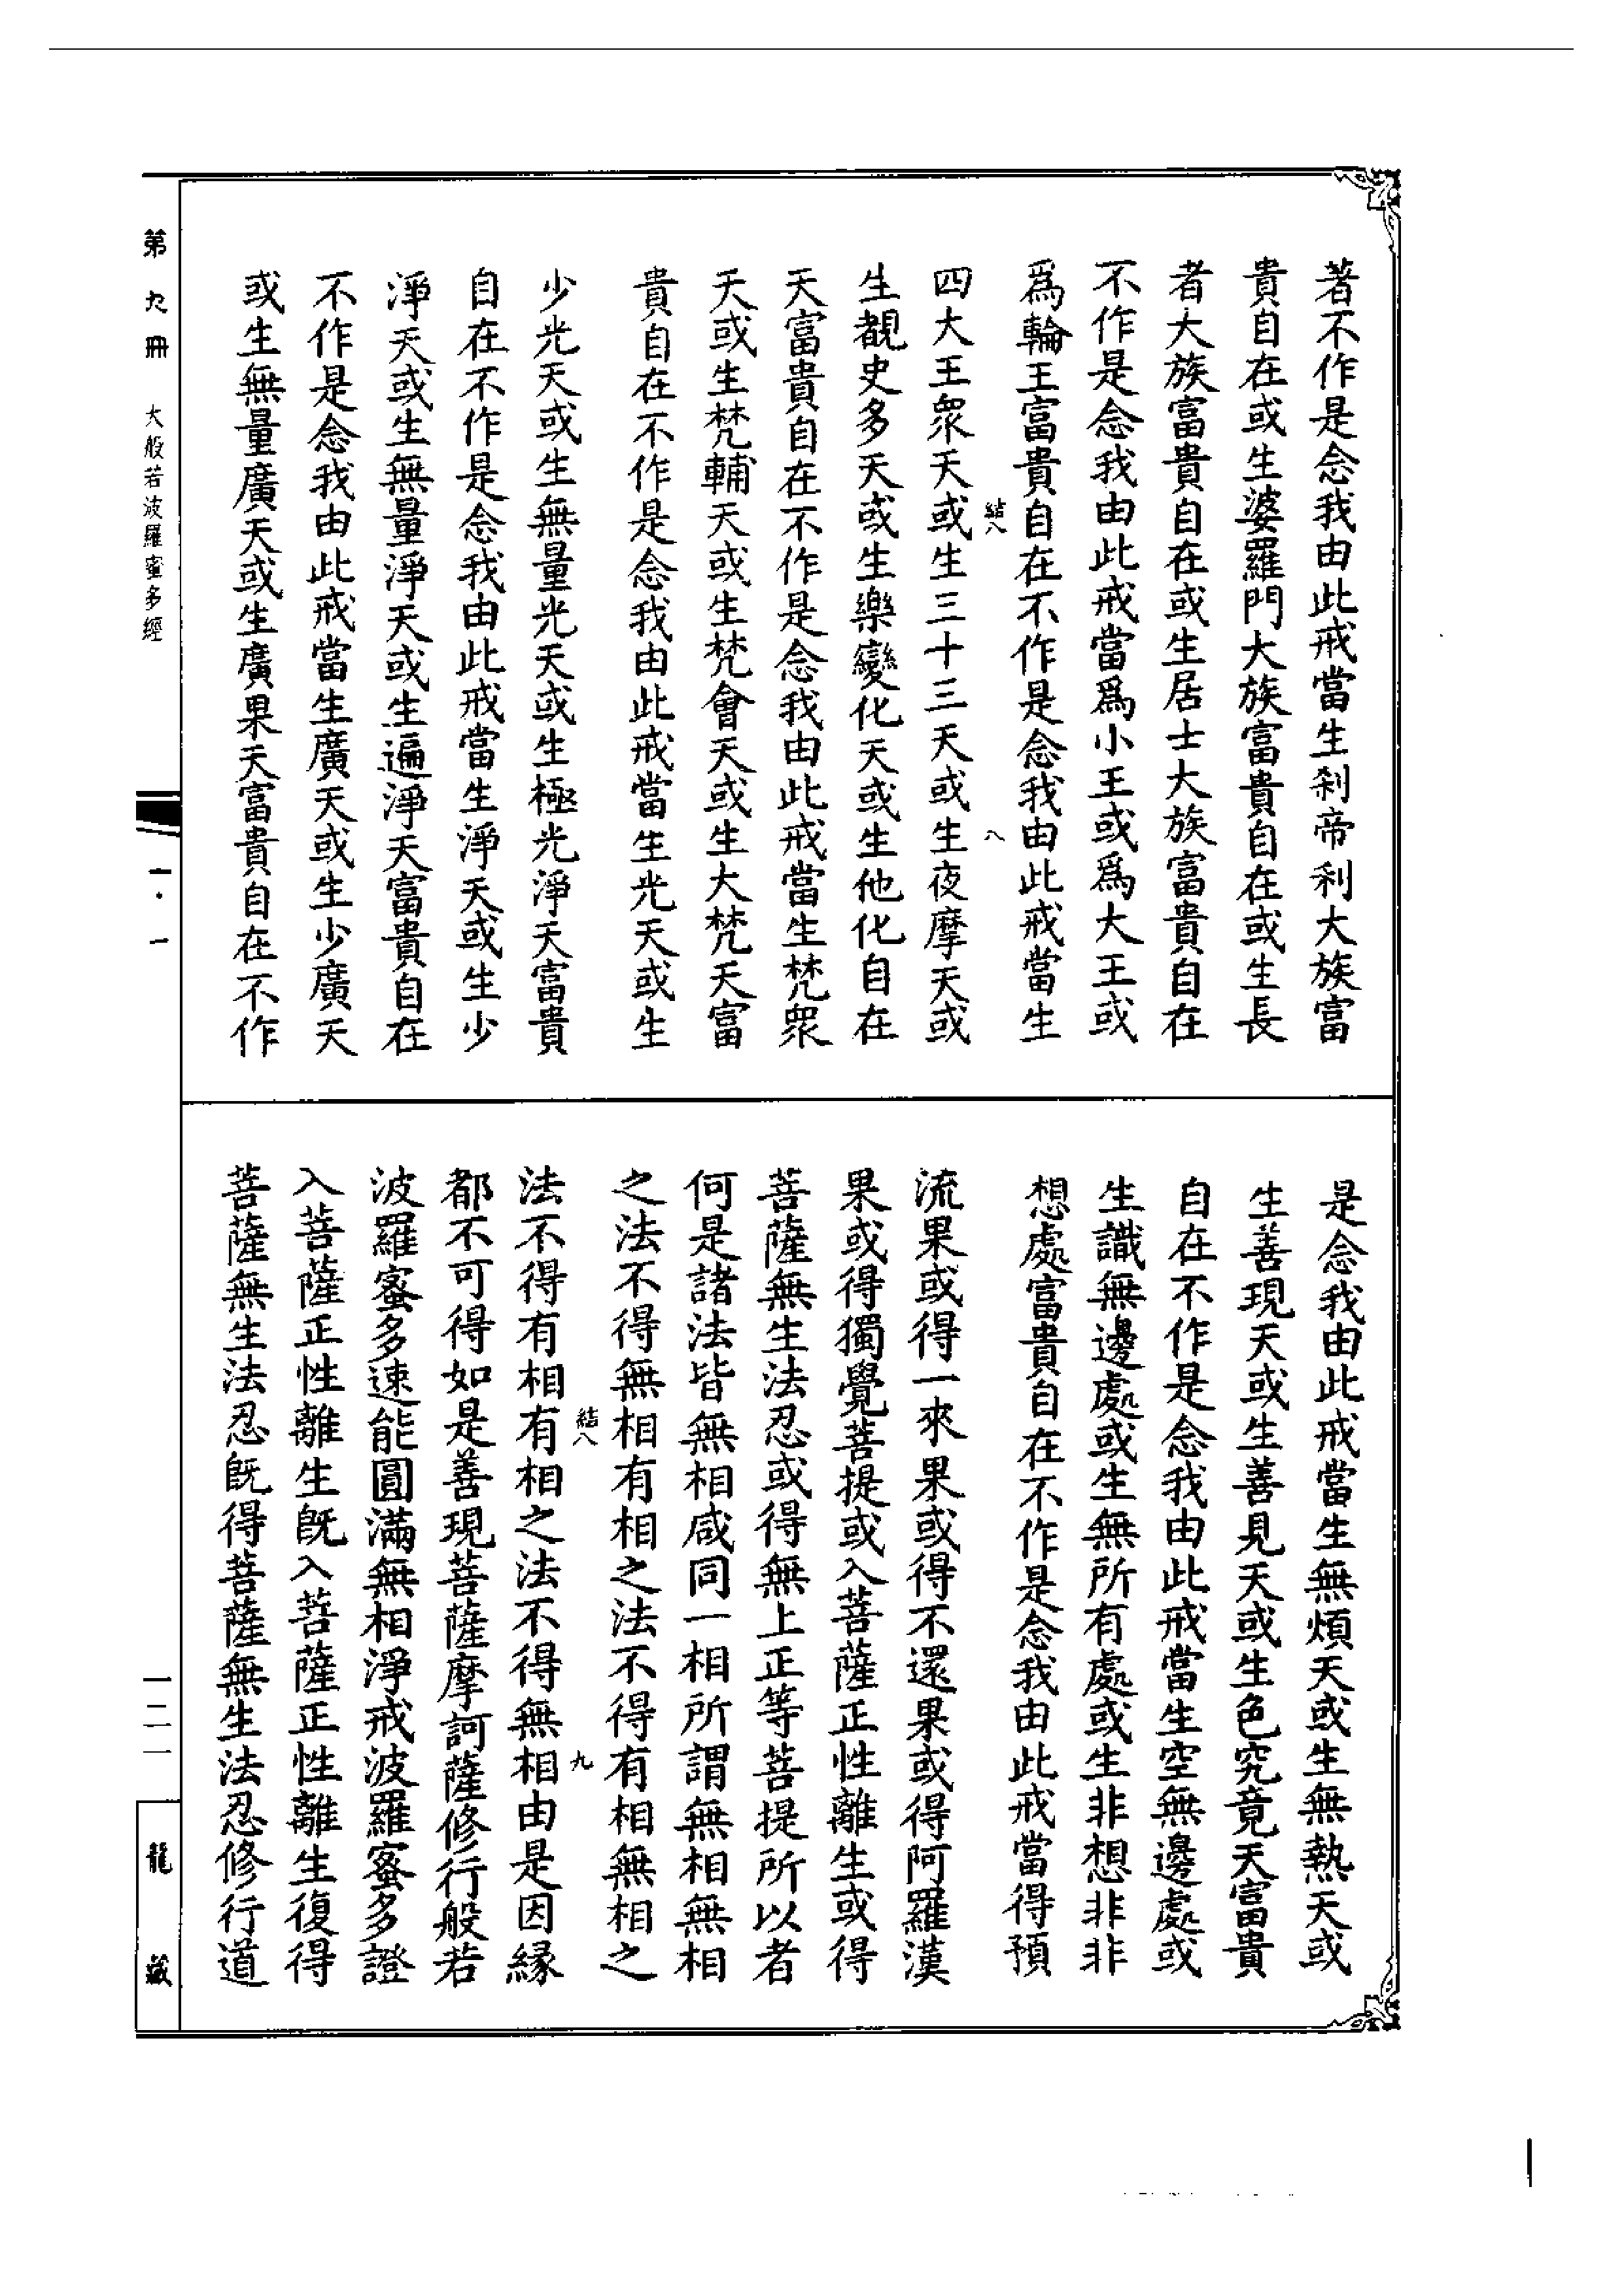 著不作是念我由此戒當生刹帝利大族富
貴自在或生婆羅門大族富貴自在或生長
者大族富貴自在或生居士大族富貴自在
不作是念我由此戒當爲小王或爲大王或
爲輪王富貴自在不作是念我由此戒當生
結八
八
四大王眾天或生三十三天或生夜摩天或
生覩史多天或生樂變化天或生他化自在
天富貴自在不作是念我由此戒當生梵眾
天或生梵輔天或生梵會天或生大梵天富
貴自在不作是念我由此戒當生光天或生
少光天或生無量光天或生極光淨天富貴
自在不作是念我由此戒當生淨天或生少
淨天或生無量淨天或生遍淨天富貴自在
不作是念我由此戒當生廣天或生少廣天
或生無量廣天或生廣果天富貴自在不作
是念我由此戒當生無煩天或生無熱天或
生善現天或生善見天或生色究竟天富貴
自在不作是念我由此戒當生空無邊處或
生識無邊處或生無所有處或生非想非非
想處富貴自在不作是念我由此戒當得預
流果或得一來果或得不還果或得阿羅漢
果或得獨覺菩提或入菩薩正性離生或得
菩薩無生法忍或得無上正等菩提所以者
何是諸法皆無相咸同一相所謂無相無相
之法不得無相有相之法不得有相無相之
結八
九
法不得有相有相之法不得無相由是因緣
都不可得如是善現菩薩摩訶薩修行般若
波羅蜜多速能圓滿無相淨戒波羅蜜多證
入菩薩正性離生既入菩薩正性離生復得
菩薩無生法忍既得菩薩無生法忍修行道
第九冊 大般若波羅蜜多經
一二一
龍藏